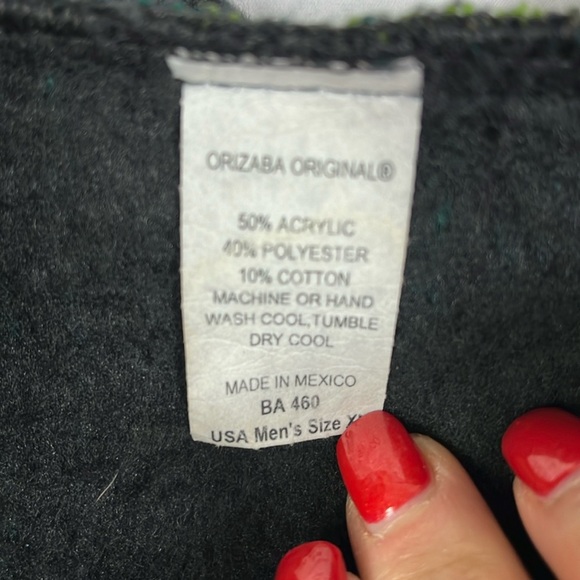 ORIZABA ORIGINAL®
50% ACRYLIC
40% POLYESTER
10% COTTON
MACHINE OR HAND
WASH COOL,TUMBLE
DRY COOL
MADE IN MEXICO
BA 460
USA Men's Size